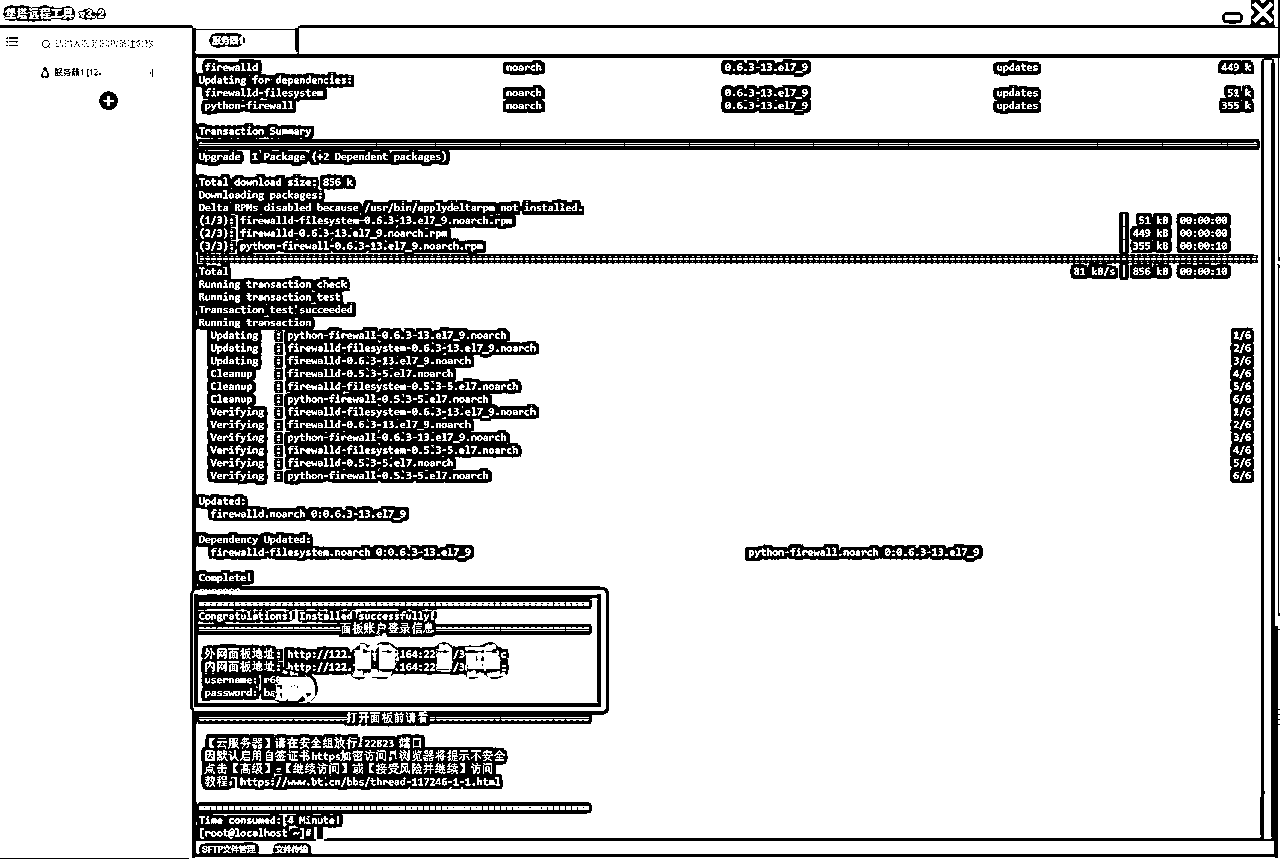 堡塔远程工具 v3.2
服务器1
服务器1 [12.
firewalld noarch 0.6.3-13.el7_9 updates 449 k
Updating for dependencies:
firewalld-filesystem noarch 0.6.3-13.el7_9 updates 51 k
python-firewall noarch 0.6.3-13.el7_9 updates 355 k
Transaction Summary
Upgrade 1 Package (+2 Dependent packages)
Total download size: 856 k
Downloading packages:
Delta RPMs disabled because /usr/bin/applydeltarpm not installed.
(1/3): firewalld-filesystem-0.6.3-13.el7_9.noarch.rpm | 51 kB 00:00:00
(2/3): firewalld-0.6.3-13.el7_9.noarch.rpm | 449 kB 00:00:00
(3/3): python-firewall-0.6.3-13.el7_9.noarch.rpm | 355 kB 00:00:10
Total 81 kB/s | 856 kB 00:00:10
Running transaction check
Running transaction test
Transaction test succeeded
Running transaction
Updating : python-firewall-0.6.3-13.el7_9.noarch 1/6
Updating : firewalld-filesystem-0.6.3-13.el7_9.noarch 2/6
Updating : firewalld-0.6.3-13.el7_9.noarch 3/6
Cleanup : firewalld-0.5.3-5.el7.noarch 4/6
Cleanup : firewalld-filesystem-0.5.3-5.el7.noarch 5/6
Cleanup : python-firewall-0.5.3-5.el7.noarch 6/6
Verifying : firewalld-filesystem-0.6.3-13.el7_9.noarch 1/6
Verifying : firewalld-0.6.3-13.el7_9.noarch 2/6
Verifying : python-firewall-0.6.3-13.el7_9.noarch 3/6
Verifying : firewalld-filesystem-0.5.3-5.el7.noarch 4/6
Verifying : firewalld-0.5.3-5.el7.noarch 5/6
Verifying : python-firewall-0.5.3-5.el7.noarch 6/6
Updated:
firewalld.noarch 0:0.6.3-13.el7_9
Dependency Updated:
firewalld-filesystem.noarch 0:0.6.3-13.el7_9 python-firewall.noarch 0:0.6.3-13.el7_9
Complete!
Congratulations! Installed successfully!
面板账户登录信息
外网面板地址: http://122. .164:22 /3
内网面板地址: http://122. .164:22 /3
username: r6
password: ba
打开面板前请看
【云服务器】请在安全组放行 22823 端口
因默认启用自签证书https加密访问,浏览器将提示不安全
点击【高级】-【继续访问】或【接受风险并继续】访问
教程: https://www.bt.cn/bbs/thread-117246-1-1.html
Time consumed: 4 Minute!
[root@localhost ~]#
SFTP文件管理 文件传输